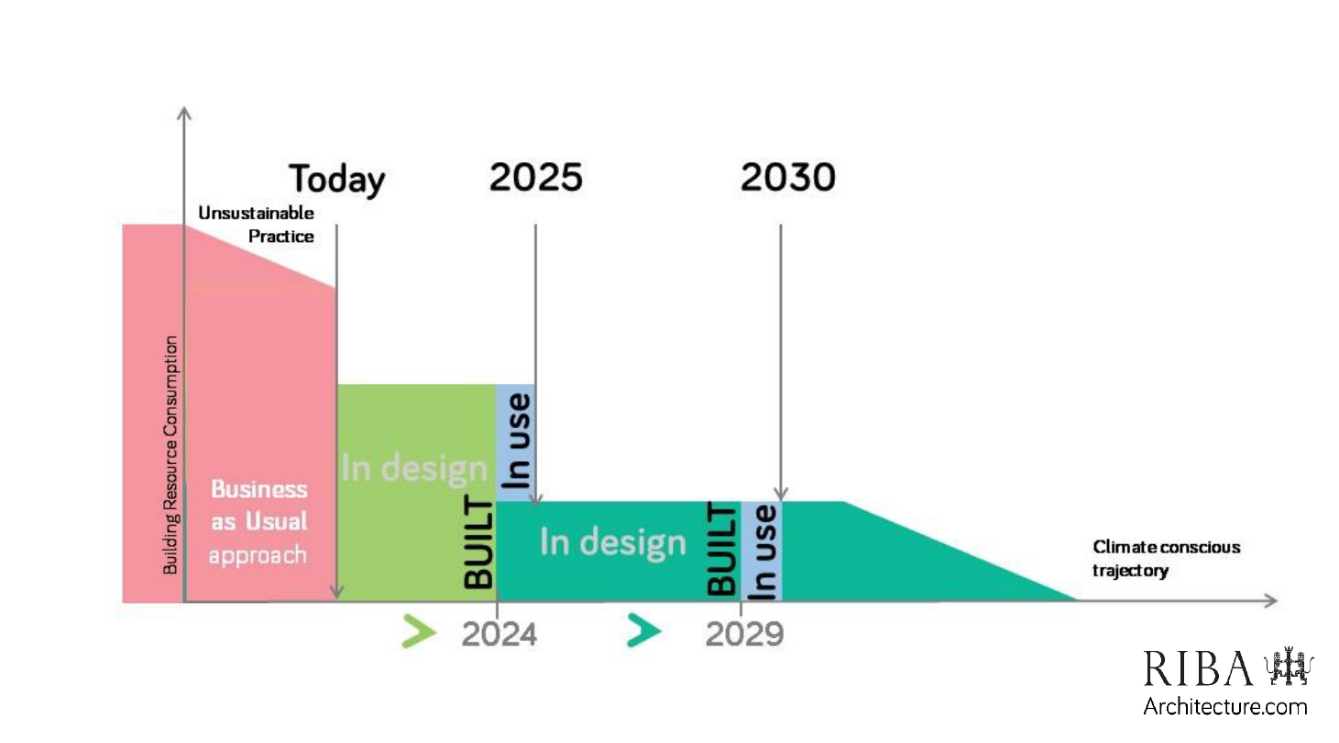 Today
2025
2030
Unsustainable
Practice
Building Resource Consumption
Business
as Usual
approach
In design
BUILT
In use
In design
BUILT
In use
Climate conscious
trajectory
2024
2029
RIBA
Architecture.com